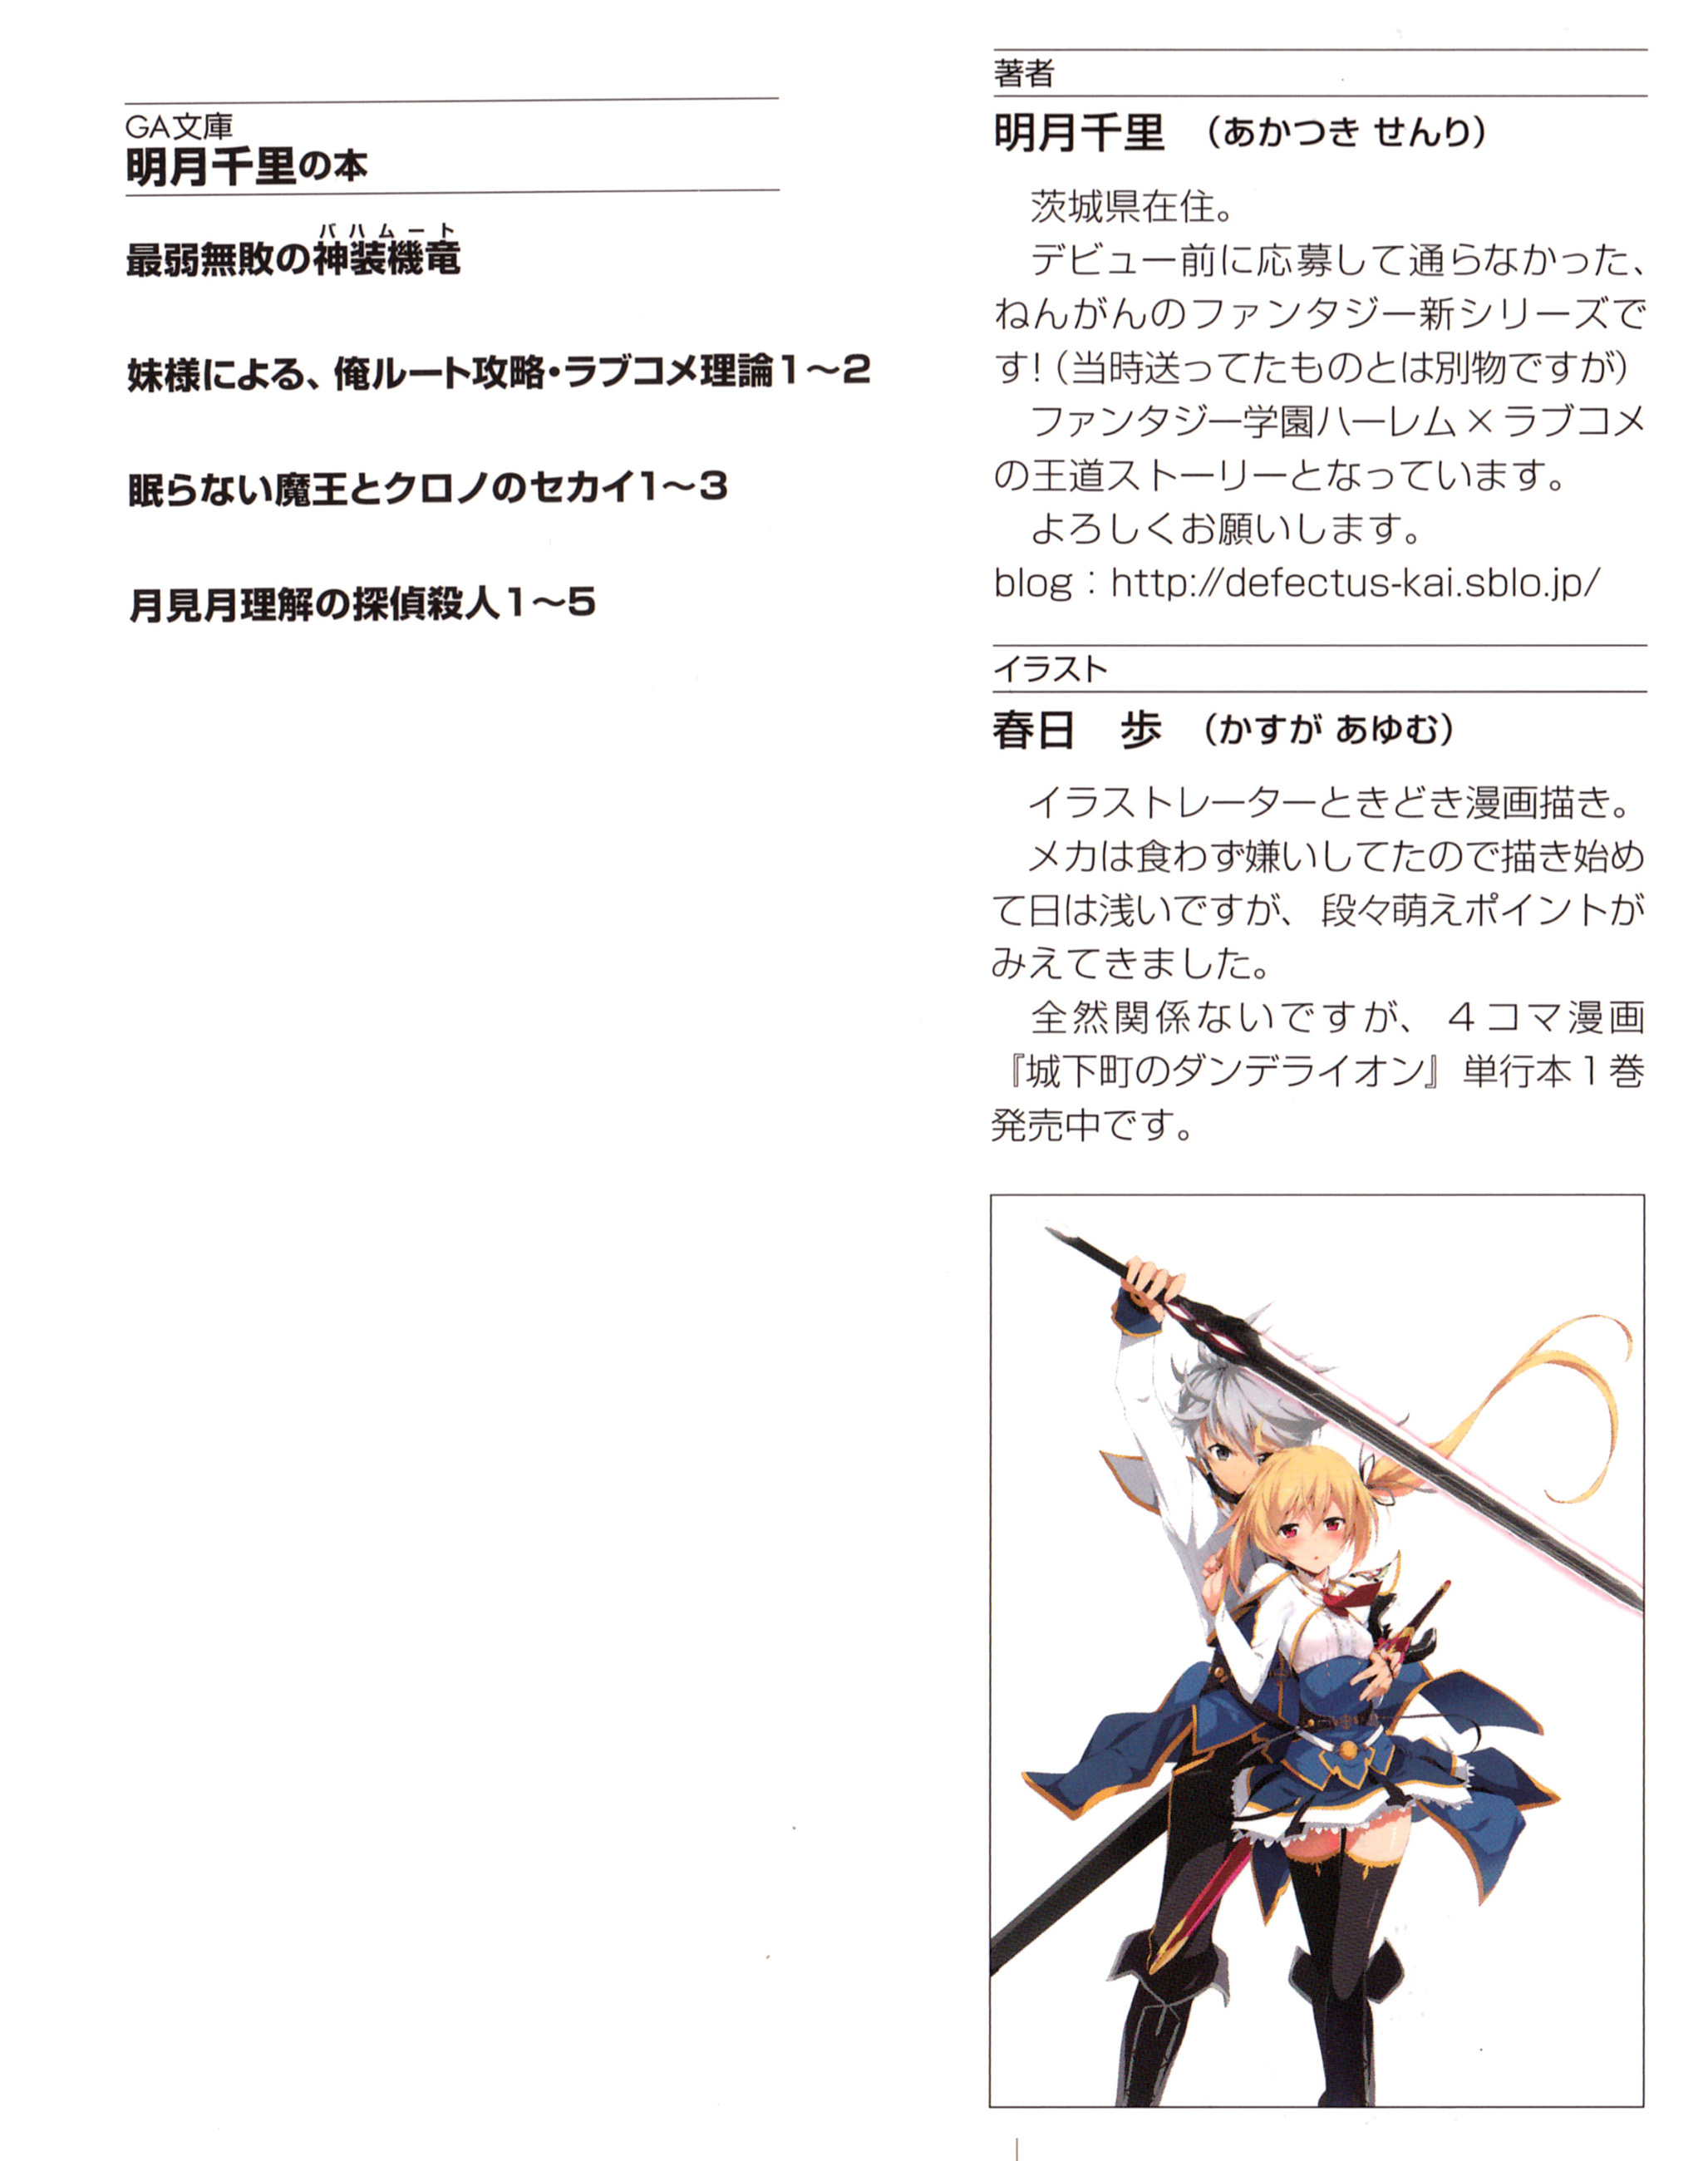 GA文庫
明月千里の本
バハムート
最弱無敗の神装機竜
妹様による、俺ルート攻略・ラブコメ理論1～2
眠らない魔王とクロノのセカイ1～3
月見月理解の探偵殺人1～5
著者
明月千里 （あかつき せんり）
茨城県在住。
デビュー前に応募して通らなかった、
ねんがんのファンタジー新シリーズで
す！（当時送ってたものとは別物ですが）
ファンタジー学園ハーレム×ラブコメ
の王道ストーリーとなっています。
よろしくお願いします。
blog：http://defectus-kai.sblo.jp/
イラスト
春日　歩 （かすが あゆむ）
イラストレーターときどき漫画描き。
メカは食わず嫌いしてたので描き始め
て日は浅いですが、段々萌えポイントが
みえてきました。
全然関係ないですが、４コマ漫画
『城下町のダンデライオン』単行本１巻
発売中です。